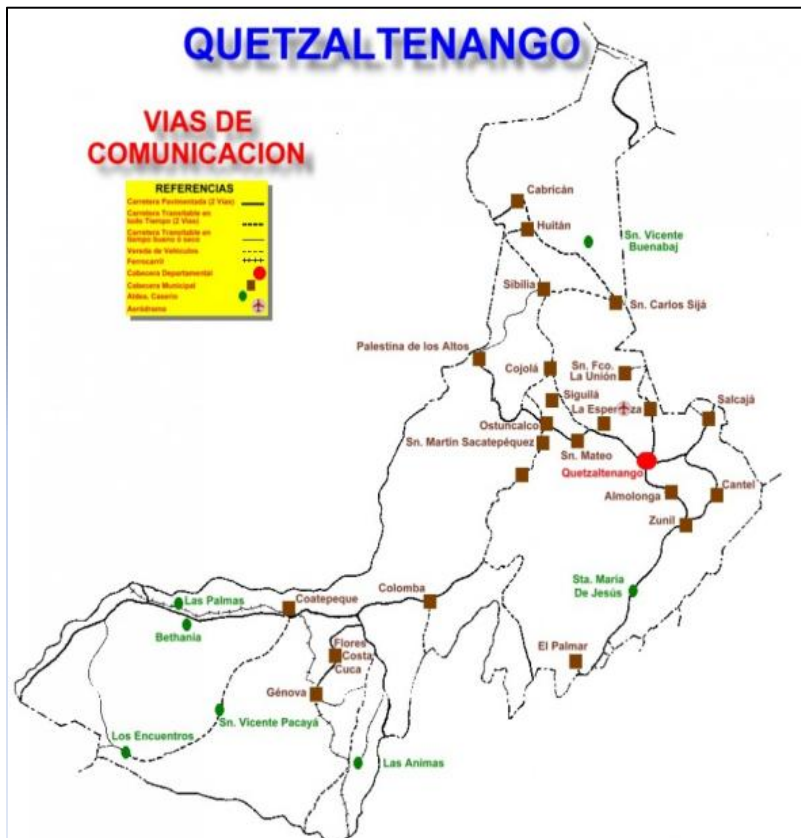 QUETZALTENANGO
VIAS DE
COMUNICACION
REFERENCIAS
Carretera Pavimentada (2 Vías)
Carretera Transitable en
todo Tiempo (2 Vías)
Carretera Transitable en
tiempo bueno o seco
Vereda de Vehículos
Ferrocarril
Cabecera Departamental
Cabecera Municipal
Aldea, Caserío
Aeródromo
Cabricán
Huitán
Sn. Vicente
Buenabaj
Sibilia
Sn. Carlos Sijá
Palestina de los Altos
Cojolá
Sn. Fco.
La Unión
Siguilá
La Esperanza
Salcajá
Ostuncalco
Sn. Martin Sacatepéquez
Sn. Mateo
Quetzaltenango
Almolonga
Cantel
Zunil
Sta. María
De Jesús
Las Palmas
Coatepeque
Colomba
Bethania
Flores
Costa
Cuca
El Palmar
Génova
Sn. Vicente Pacayá
Los Encuentros
Las Animas